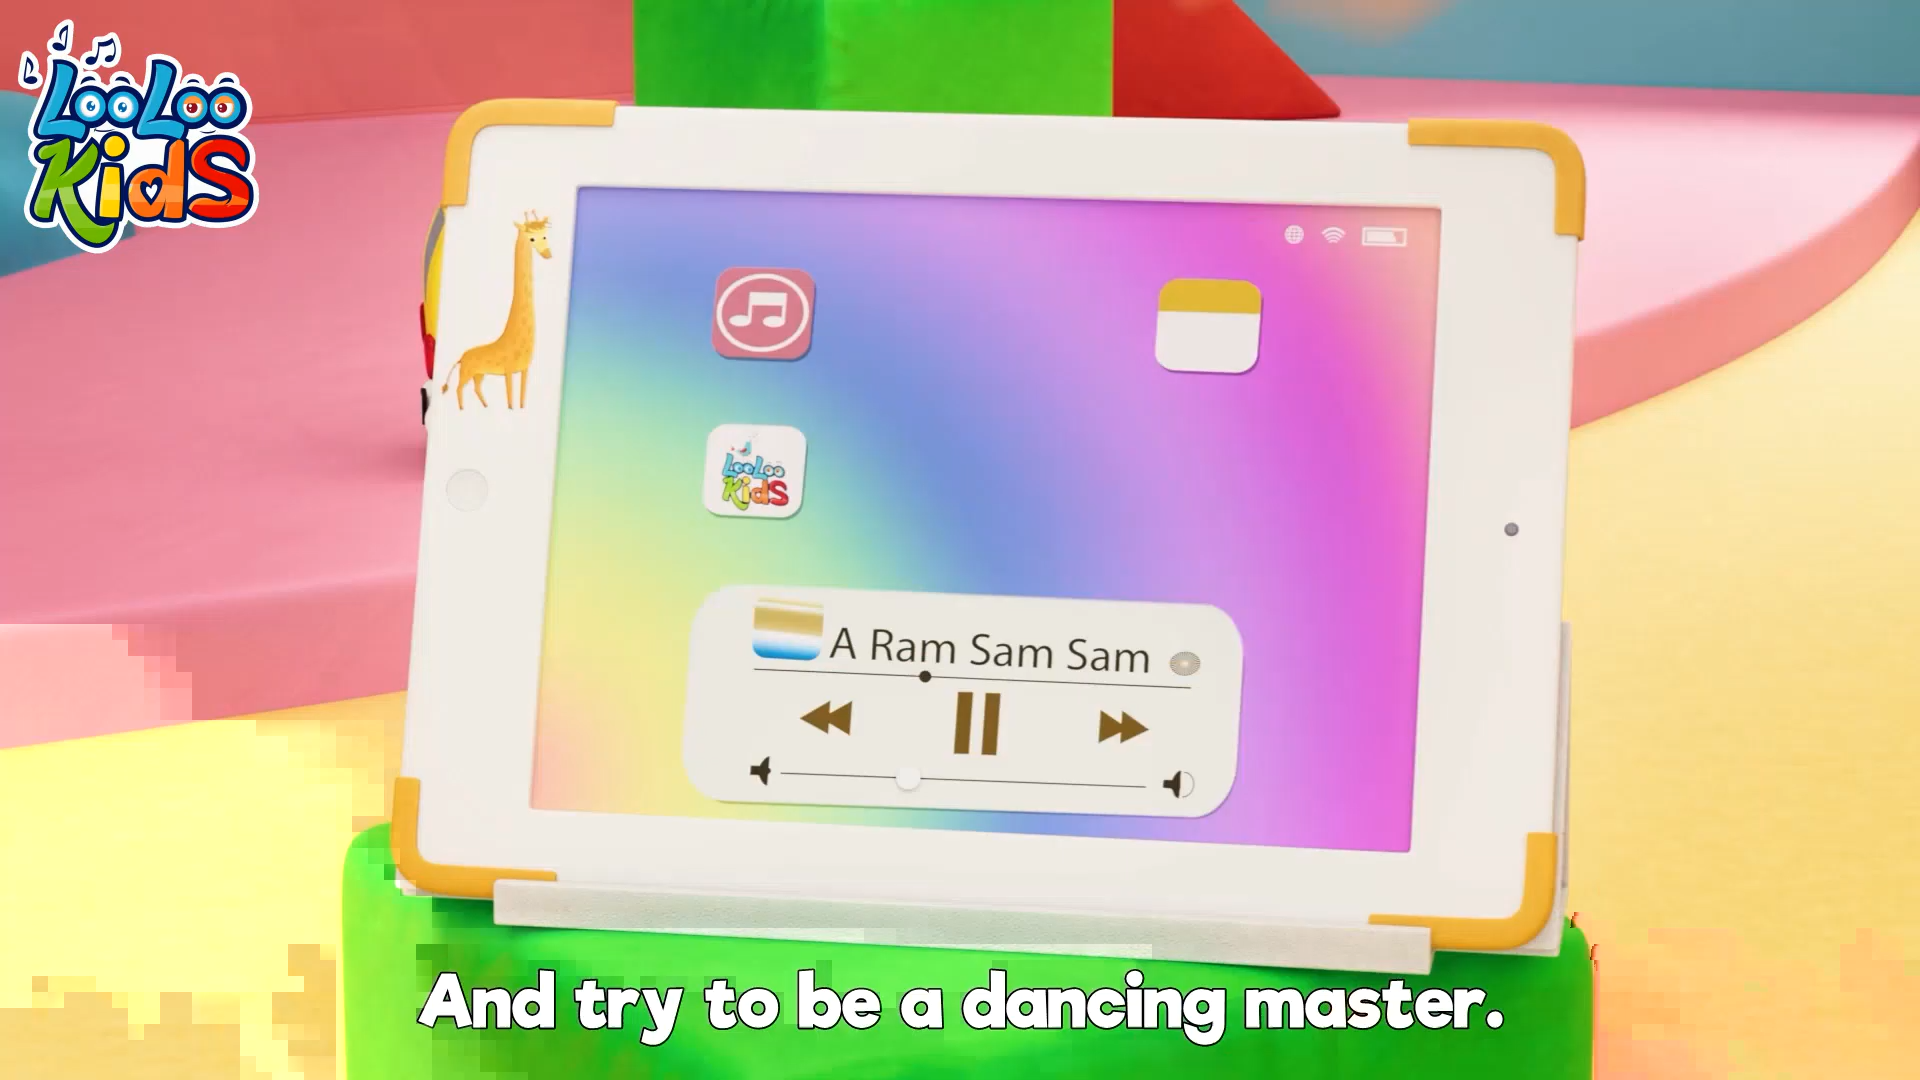 LooLoo
Kids
LooLoo
Kids
A Ram Sam Sam
And try to be a dancing master.